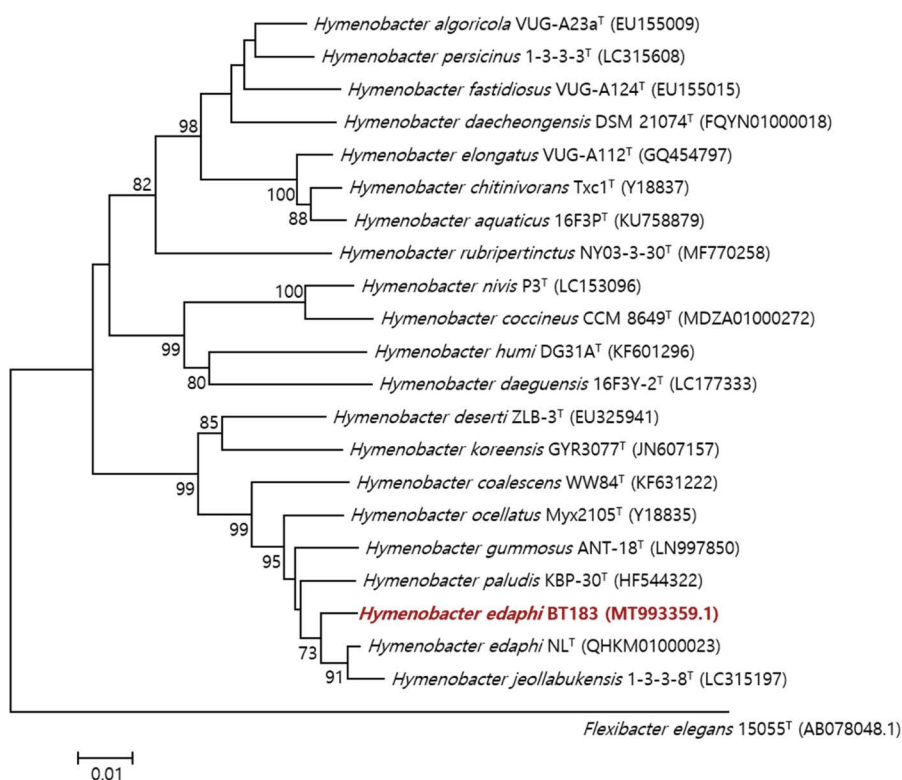 Hymenobacter algoricola VUG-A23aᵀ (EU155009)
Hymenobacter persicinus 1-3-3-3ᵀ (LC315608)
Hymenobacter fastidiosus VUG-A124ᵀ (EU155015)
Hymenobacter daecheongensis DSM 21074ᵀ (FQYN01000018)
98
Hymenobacter elongatus VUG-A112ᵀ (GQ454797)
82
Hymenobacter chitinivorans Txc1ᵀ (Y18837)
100
88
Hymenobacter aquaticus 16F3Pᵀ (KU758879)
Hymenobacter rubripertinctus NY03-3-30ᵀ (MF770258)
Hymenobacter nivis P3ᵀ (LC153096)
100
Hymenobacter coccineus CCM 8649ᵀ (MDZA01000272)
99
Hymenobacter humi DG31Aᵀ (KF601296)
80
Hymenobacter daeguensis 16F3Y-2ᵀ (LC177333)
Hymenobacter deserti ZLB-3ᵀ (EU325941)
85
Hymenobacter koreensis GYR3077ᵀ (JN607157)
99
Hymenobacter coalescens WW84ᵀ (KF631222)
99
Hymenobacter ocellatus Myx2105ᵀ (Y18835)
95
Hymenobacter gummosus ANT-18ᵀ (LN997850)
Hymenobacter paludis KBP-30ᵀ (HF544322)
Hymenobacter edaphi BT183 (MT993359.1)
73
Hymenobacter edaphi NLᵀ (QHKM01000023)
91
Hymenobacter jeollabukensis 1-3-3-8ᵀ (LC315197)
Flexibacter elegans 15055ᵀ (AB078048.1)
0.01